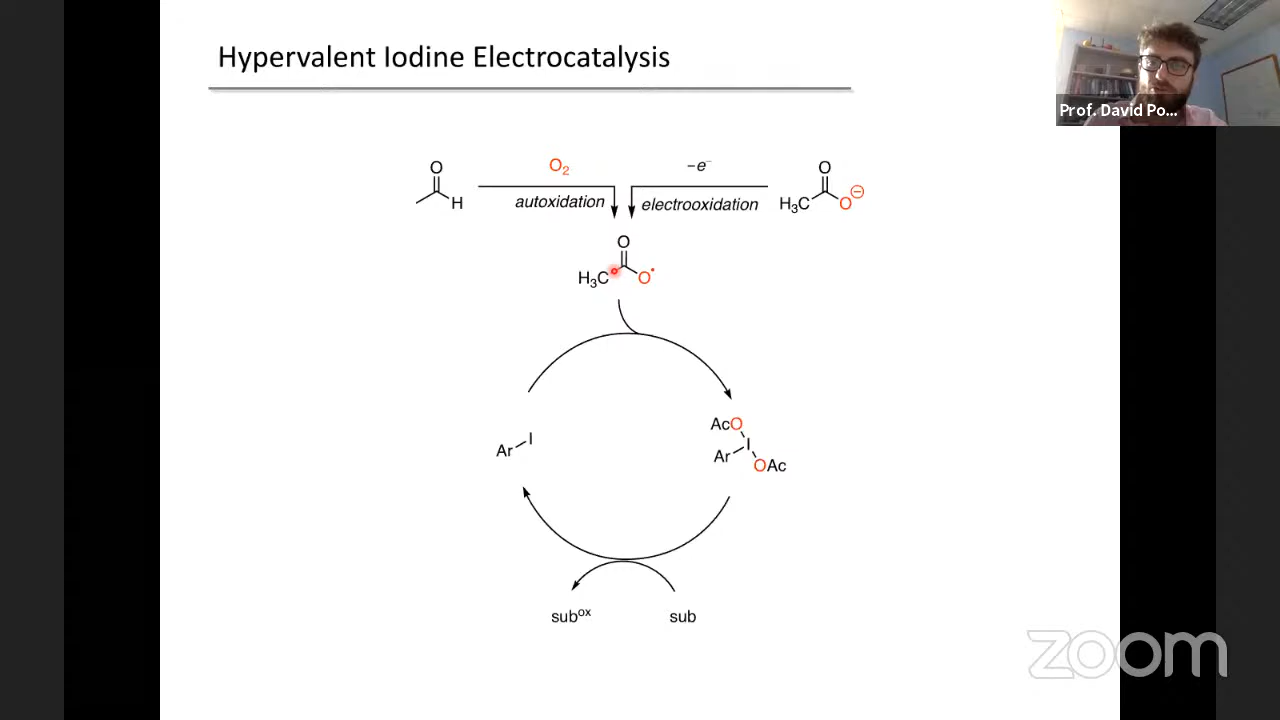 Hypervalent Iodine Electrocatalysis
Prof. David Po...
O
H
O₂
autoxidation
−e⁻
electrooxidation
O
H₃C
O⊖
O
H₃C
O•
Ar
I
AcO
I
Ar
OAc
subᵒˣ
sub
zoom